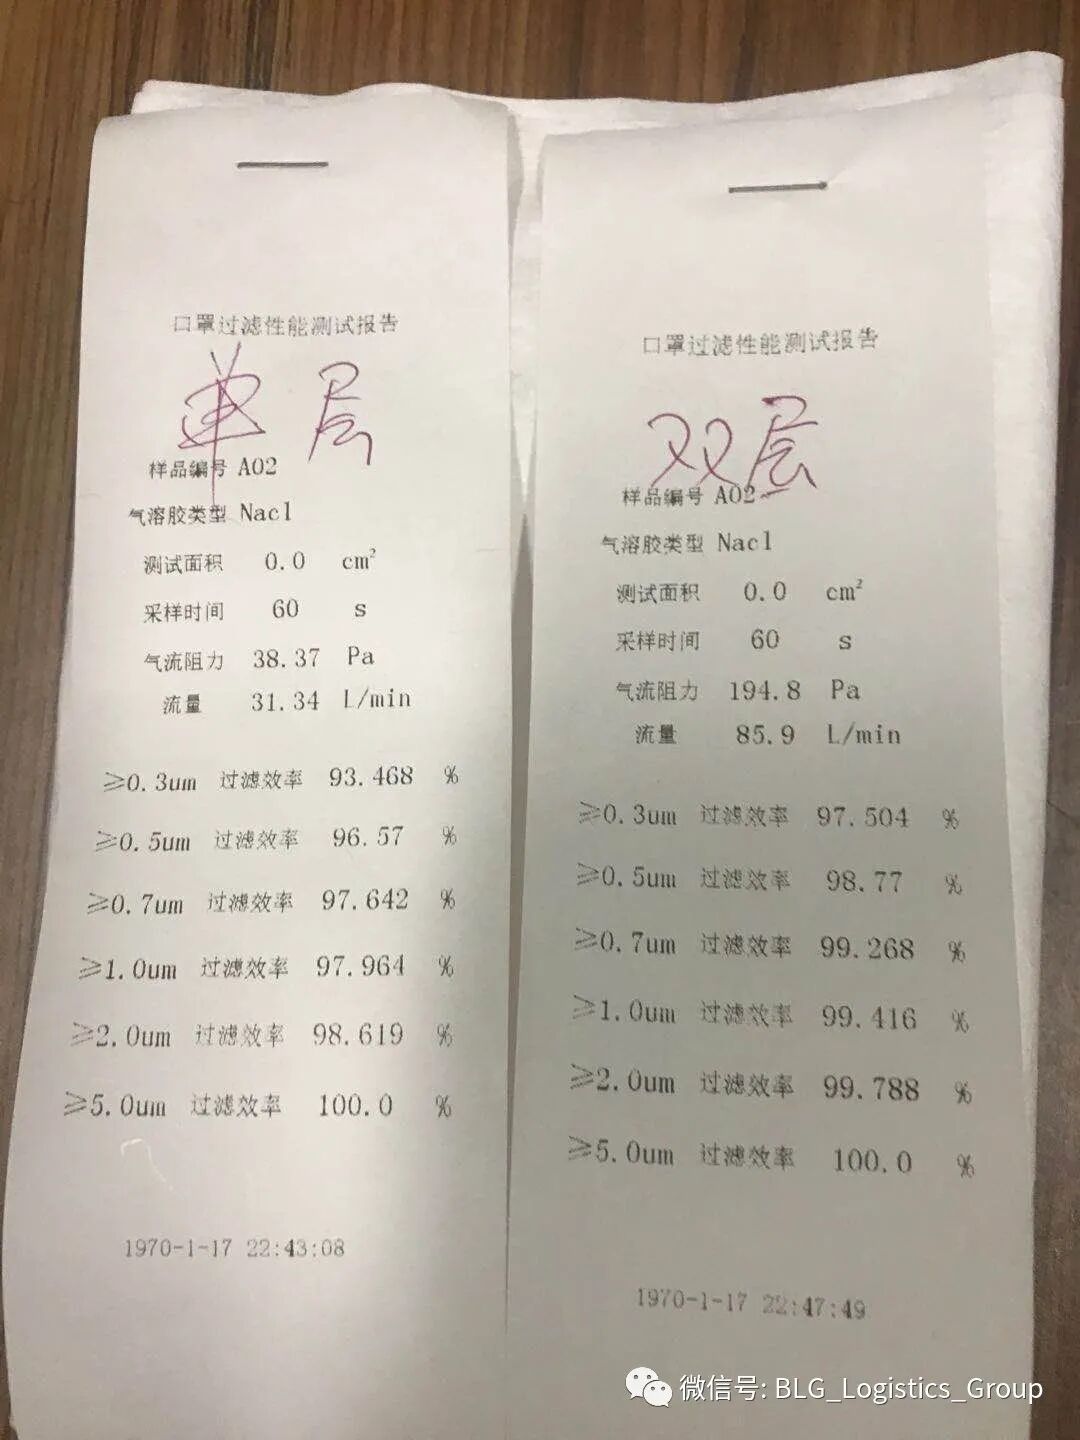 口罩过滤性能测试报告
单层
样品编号 A02
气溶胶类型 Nacl
测试面积 0.0 cm²
采样时间 60 s
气流阻力 38.37 Pa
流量 31.34 L/min
≥0.3um 过滤效率 93.468 %
≥0.5um 过滤效率 96.57 %
≥0.7um 过滤效率 97.642 %
≥1.0um 过滤效率 97.964 %
≥2.0um 过滤效率 98.619 %
≥5.0um 过滤效率 100.0 %
1970-1-17 22:43:08
口罩过滤性能测试报告
双层
样品编号 A02
气溶胶类型 Nacl
测试面积 0.0 cm²
采样时间 60 s
气流阻力 194.8 Pa
流量 85.9 L/min
≥0.3um 过滤效率 97.504 %
≥0.5um 过滤效率 98.77 %
≥0.7um 过滤效率 99.268 %
≥1.0um 过滤效率 99.416 %
≥2.0um 过滤效率 99.788 %
≥5.0um 过滤效率 100.0 %
1970-1-17 22:47:49
微信号: BLG_Logistics_Group